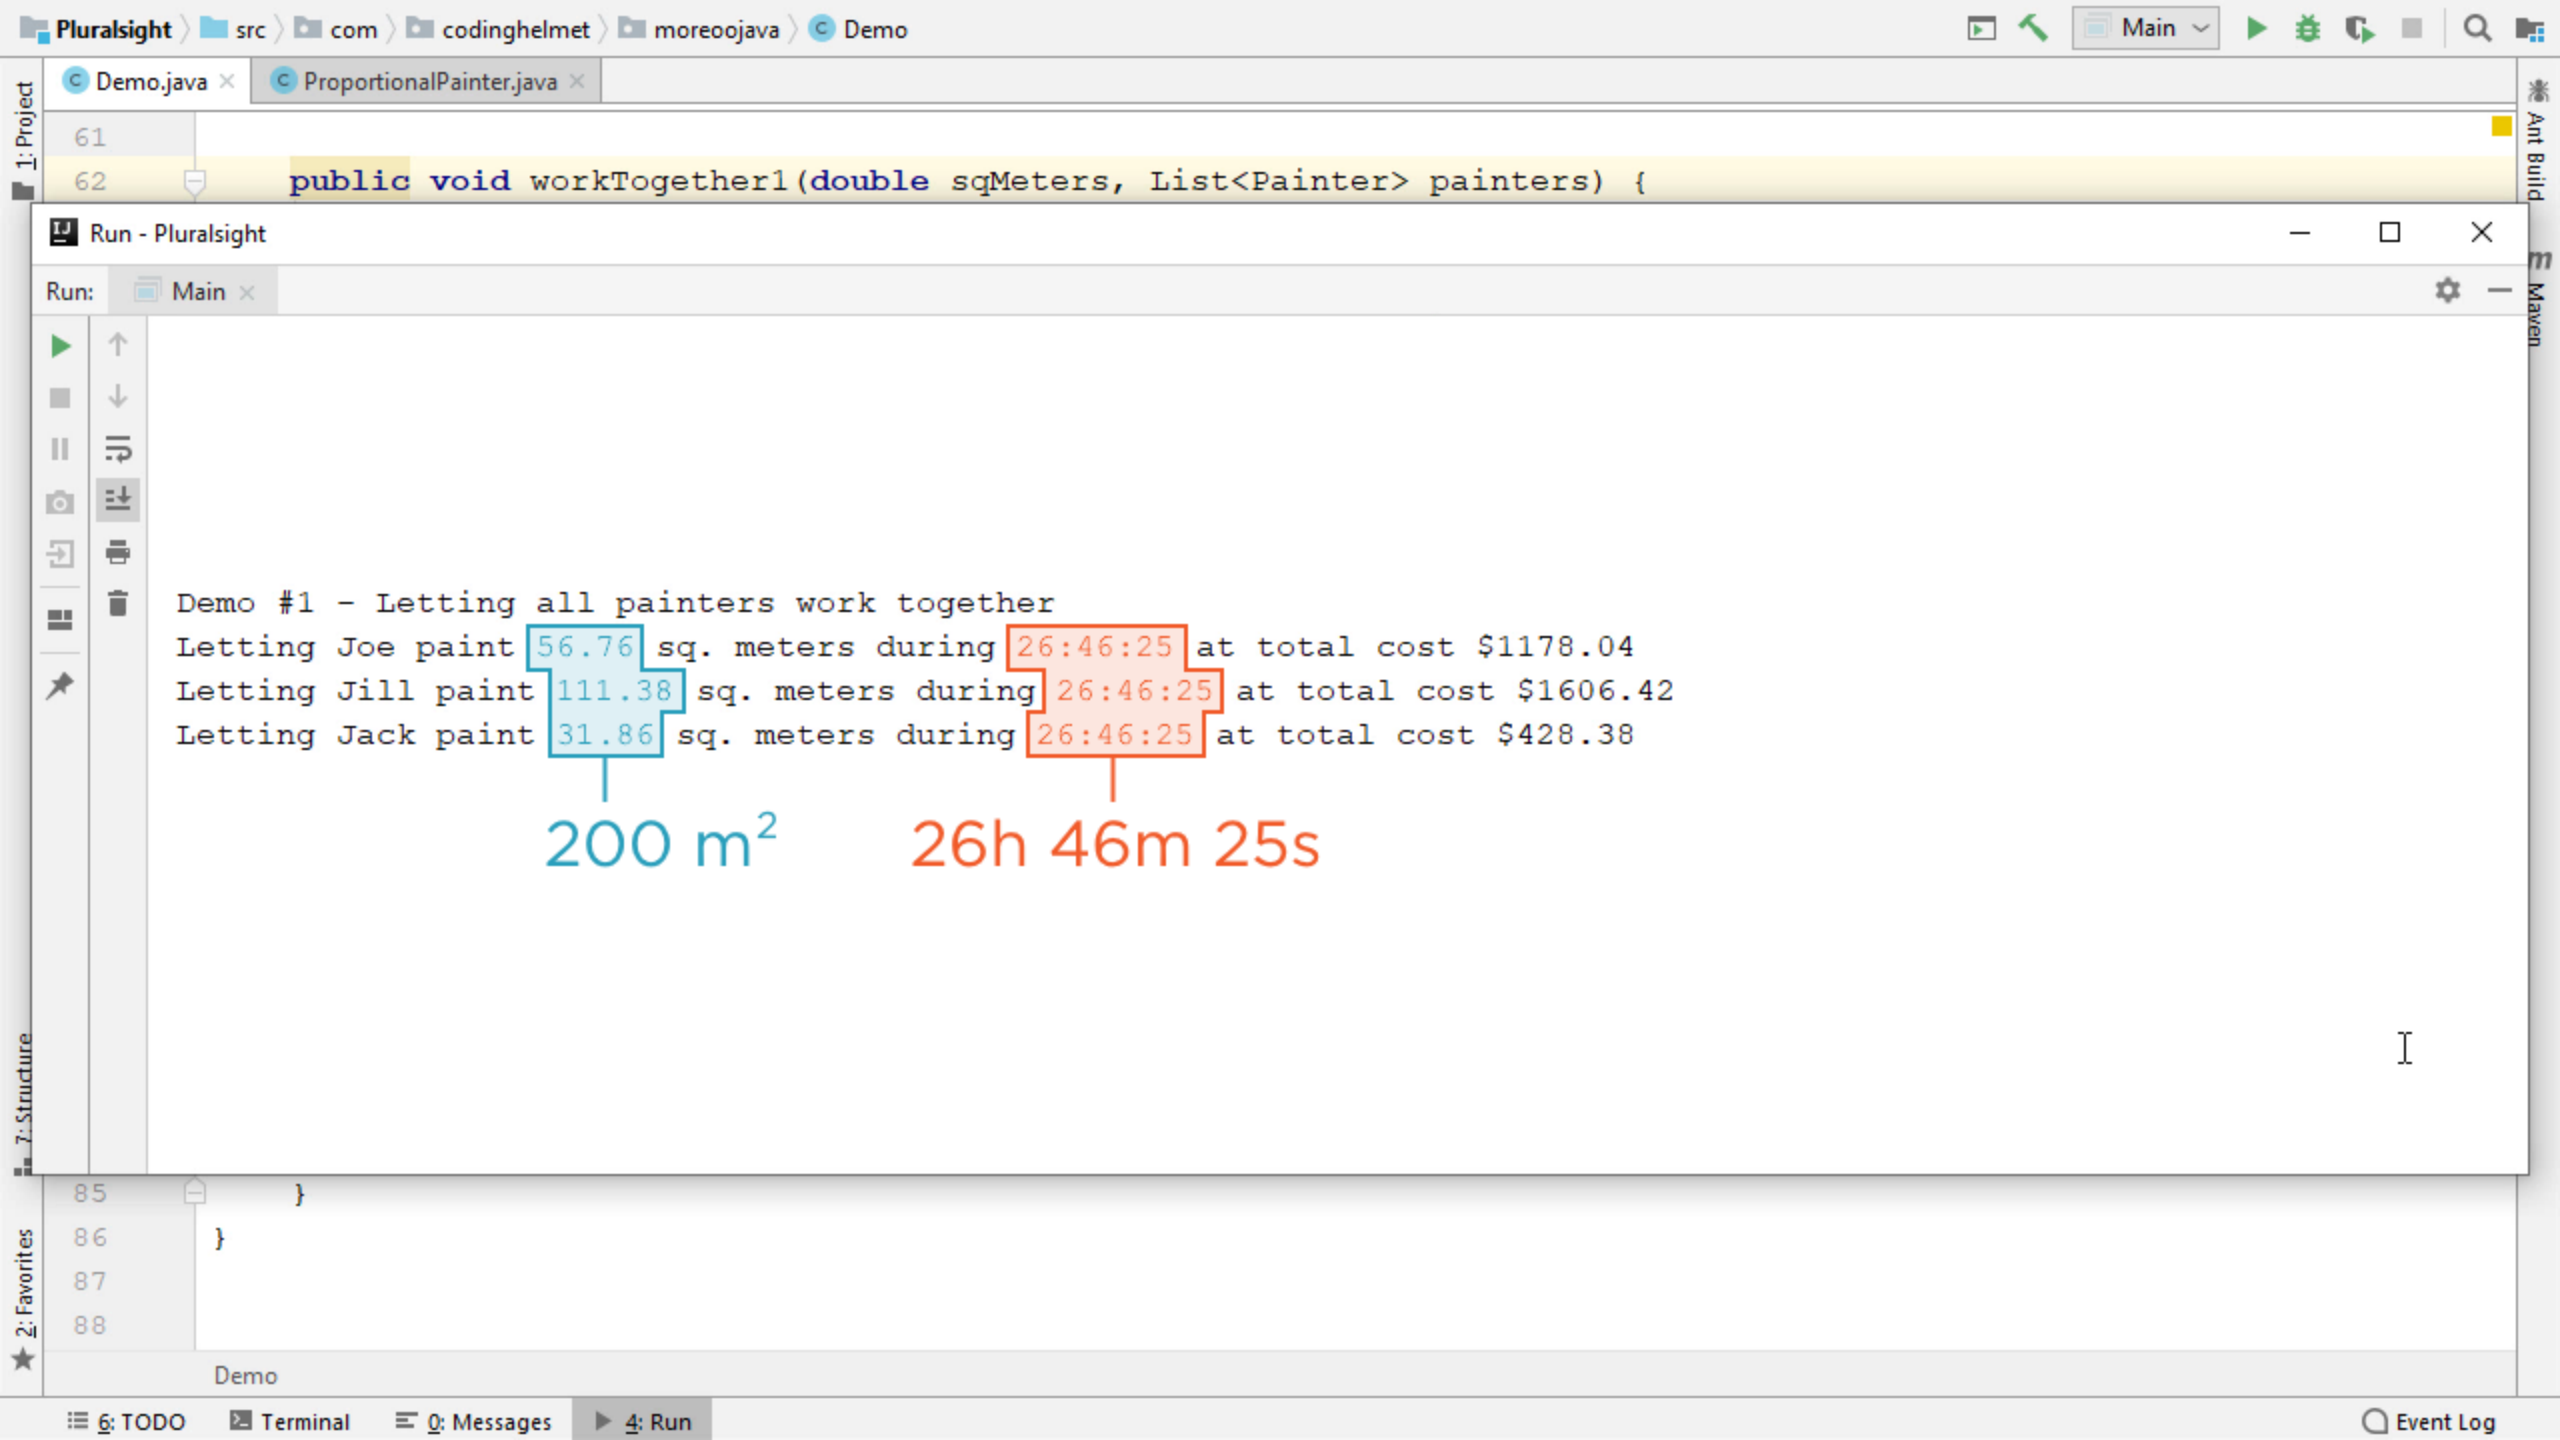 Pluralsight src com codinghelmet moreoojava Demo Main
Demo.java ProportionalPainter.java
1: Project
Ant Build
61
62 public void workTogether1(double sqMeters, List<Painter> painters) {
Run - Pluralsight
Run: Main
m Maven
Demo #1 - Letting all painters work together
Letting Joe paint 56.76 sq. meters during 26:46:25 at total cost $1178.04
Letting Jill paint 111.38 sq. meters during 26:46:25 at total cost $1606.42
Letting Jack paint 31.86 sq. meters during 26:46:25 at total cost $428.38
200 m² 26h 46m 25s
7: Structure
85 }
86 }
87
88
2: Favorites
Demo
6: TODO Terminal 0: Messages 4: Run Event Log